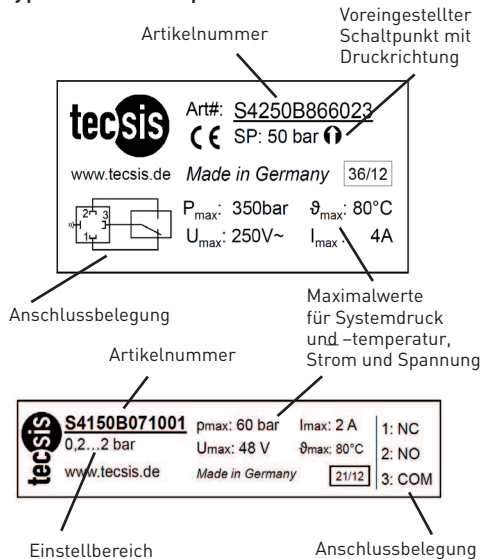 Artikelnummer
Voreingestellter
Schaltpunkt mit
Druckrichtung
tecsis
Art#: S4250B866023
CE SP: 50 bar
www.tecsis.de Made in Germany 36/12
2 3
1
Pmax: 350bar ϑmax: 80°C
Umax: 250V~ Imax: 4A
Anschlussbelegung
Maximalwerte
für Systemdruck
und –temperatur,
Strom und Spannung
Artikelnummer
tecsis
S4150B071001 pmax: 60 bar Imax: 2 A 1: NC
0,2...2 bar Umax: 48 V ϑmax: 80°C 2: NO
www.tecsis.de Made in Germany 21/12 3: COM
Einstellbereich
Anschlussbelegung